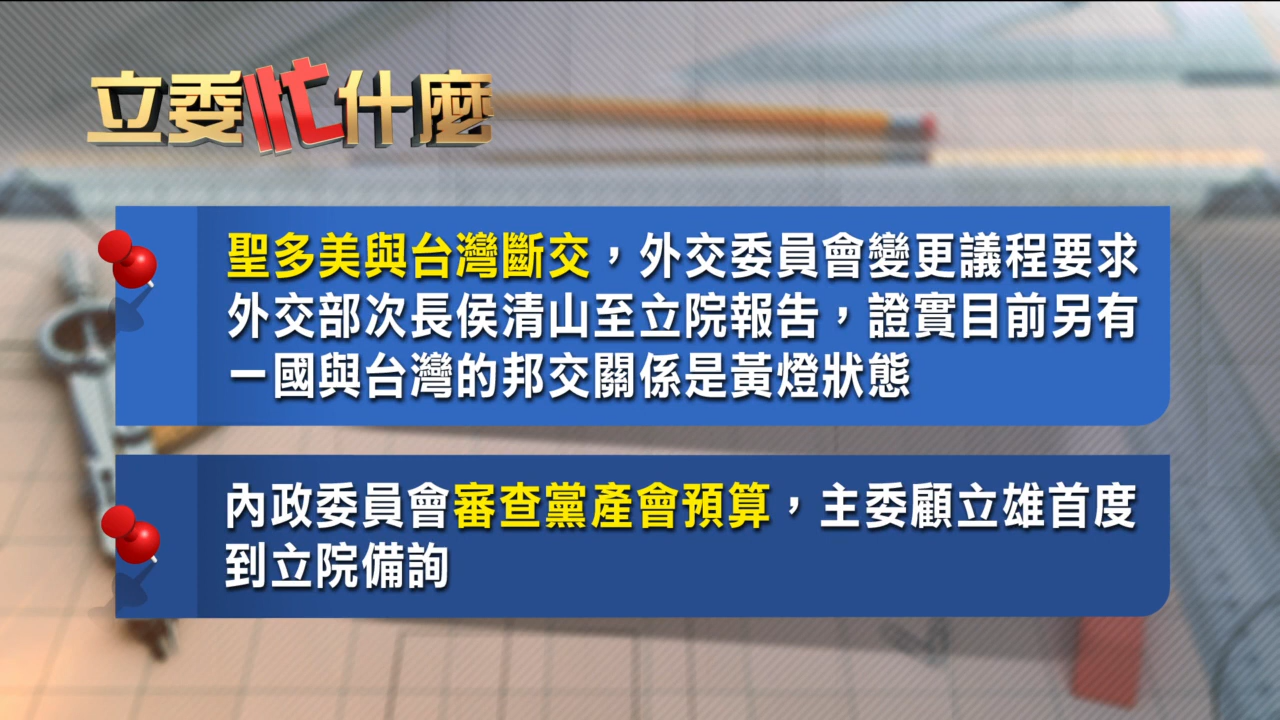 立委忙什麼
聖多美與台灣斷交，外交委員會變更議程要求
外交部次長侯清山至立院報告，證實目前另有
一國與台灣的邦交關係是黃燈狀態
內政委員會審查黨產會預算，主委顧立雄首度
到立院備詢